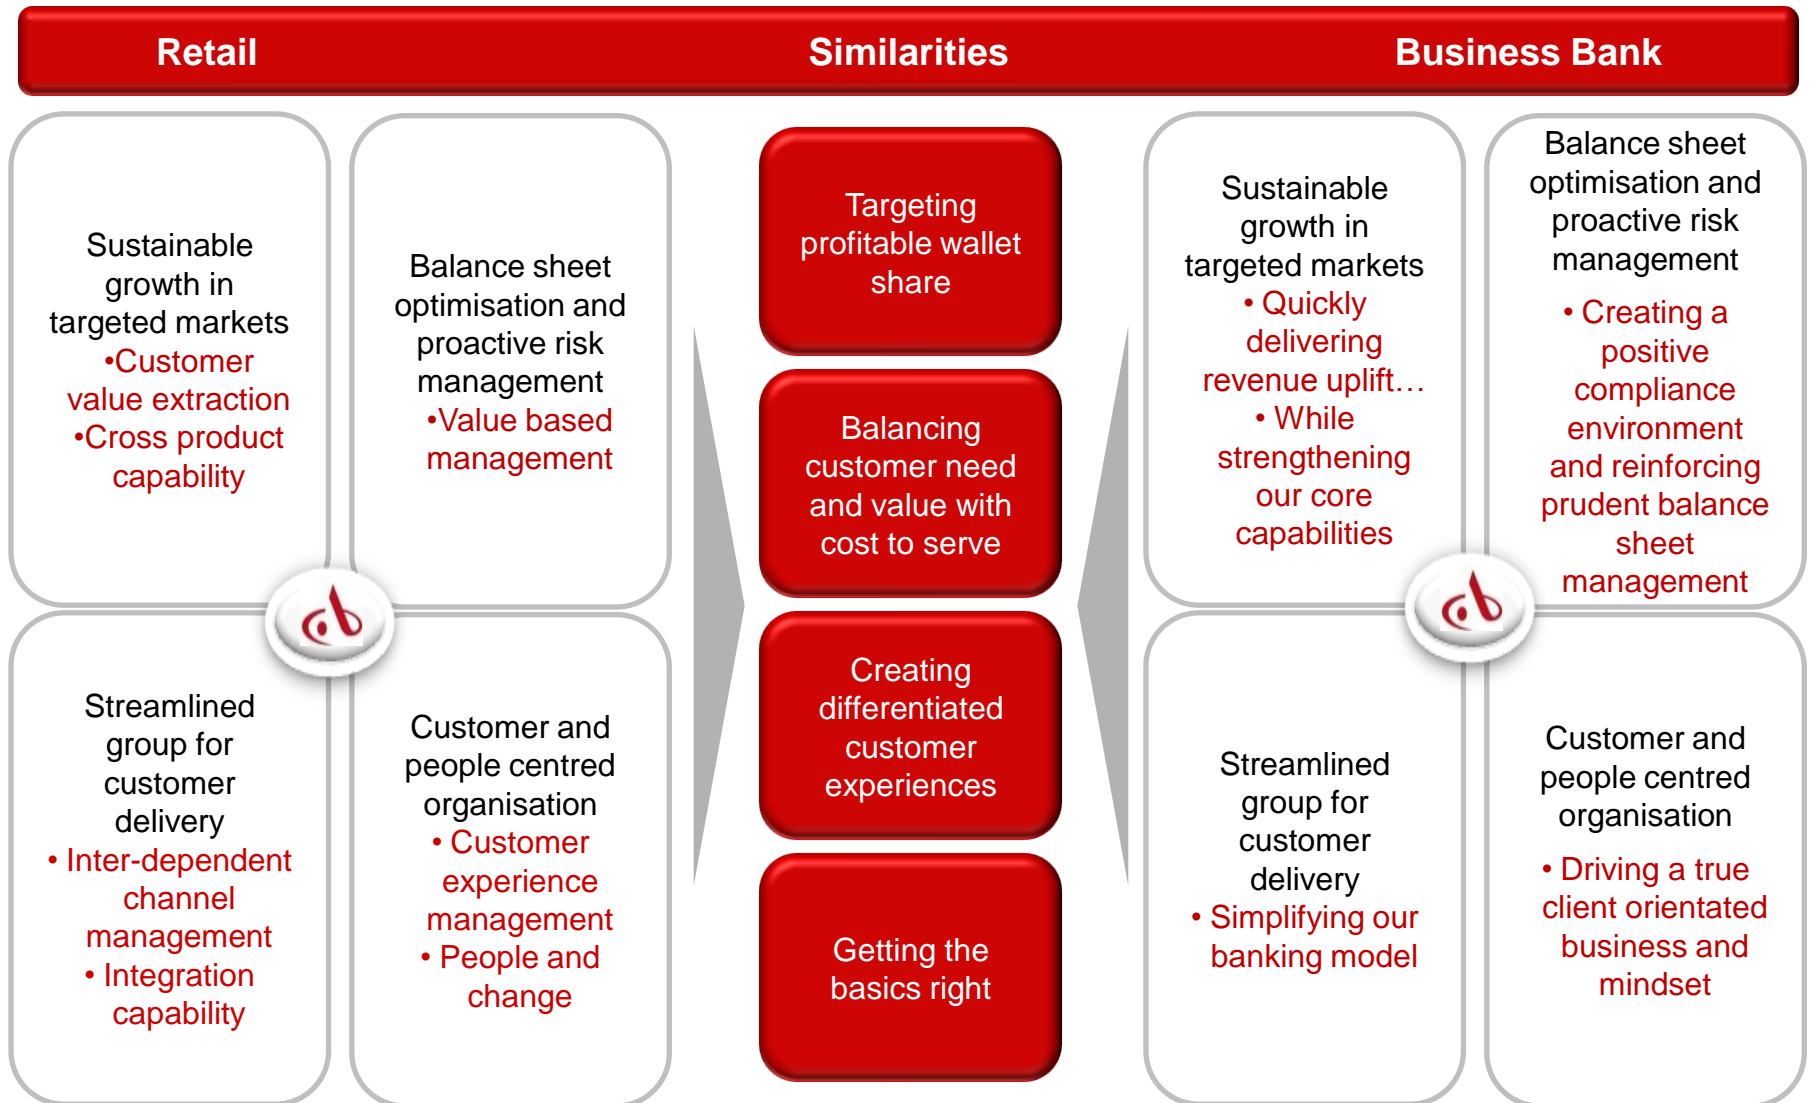 Retail
Similarities
Business Bank
Sustainable
growth in
targeted markets
•Customer
value extraction
•Cross product
capability
Balance sheet
optimisation and
proactive risk
management
•Value based
management
Streamlined
group for
customer
delivery
• Inter-dependent
channel
management
• Integration
capability
Customer and
people centred
organisation
• Customer
experience
management
• People and
change
Targeting
profitable wallet
share
Balancing
customer need
and value with
cost to serve
Creating
differentiated
customer
experiences
Getting the
basics right
Sustainable
growth in
targeted markets
• Quickly
delivering
revenue uplift…
• While
strengthening
our core
capabilities
Balance sheet
optimisation and
proactive risk
management
• Creating a
positive
compliance
environment
and reinforcing
prudent balance
sheet
management
Streamlined
group for
customer
delivery
• Simplifying our
banking model
Customer and
people centred
organisation
• Driving a true
client orientated
business and
mindset